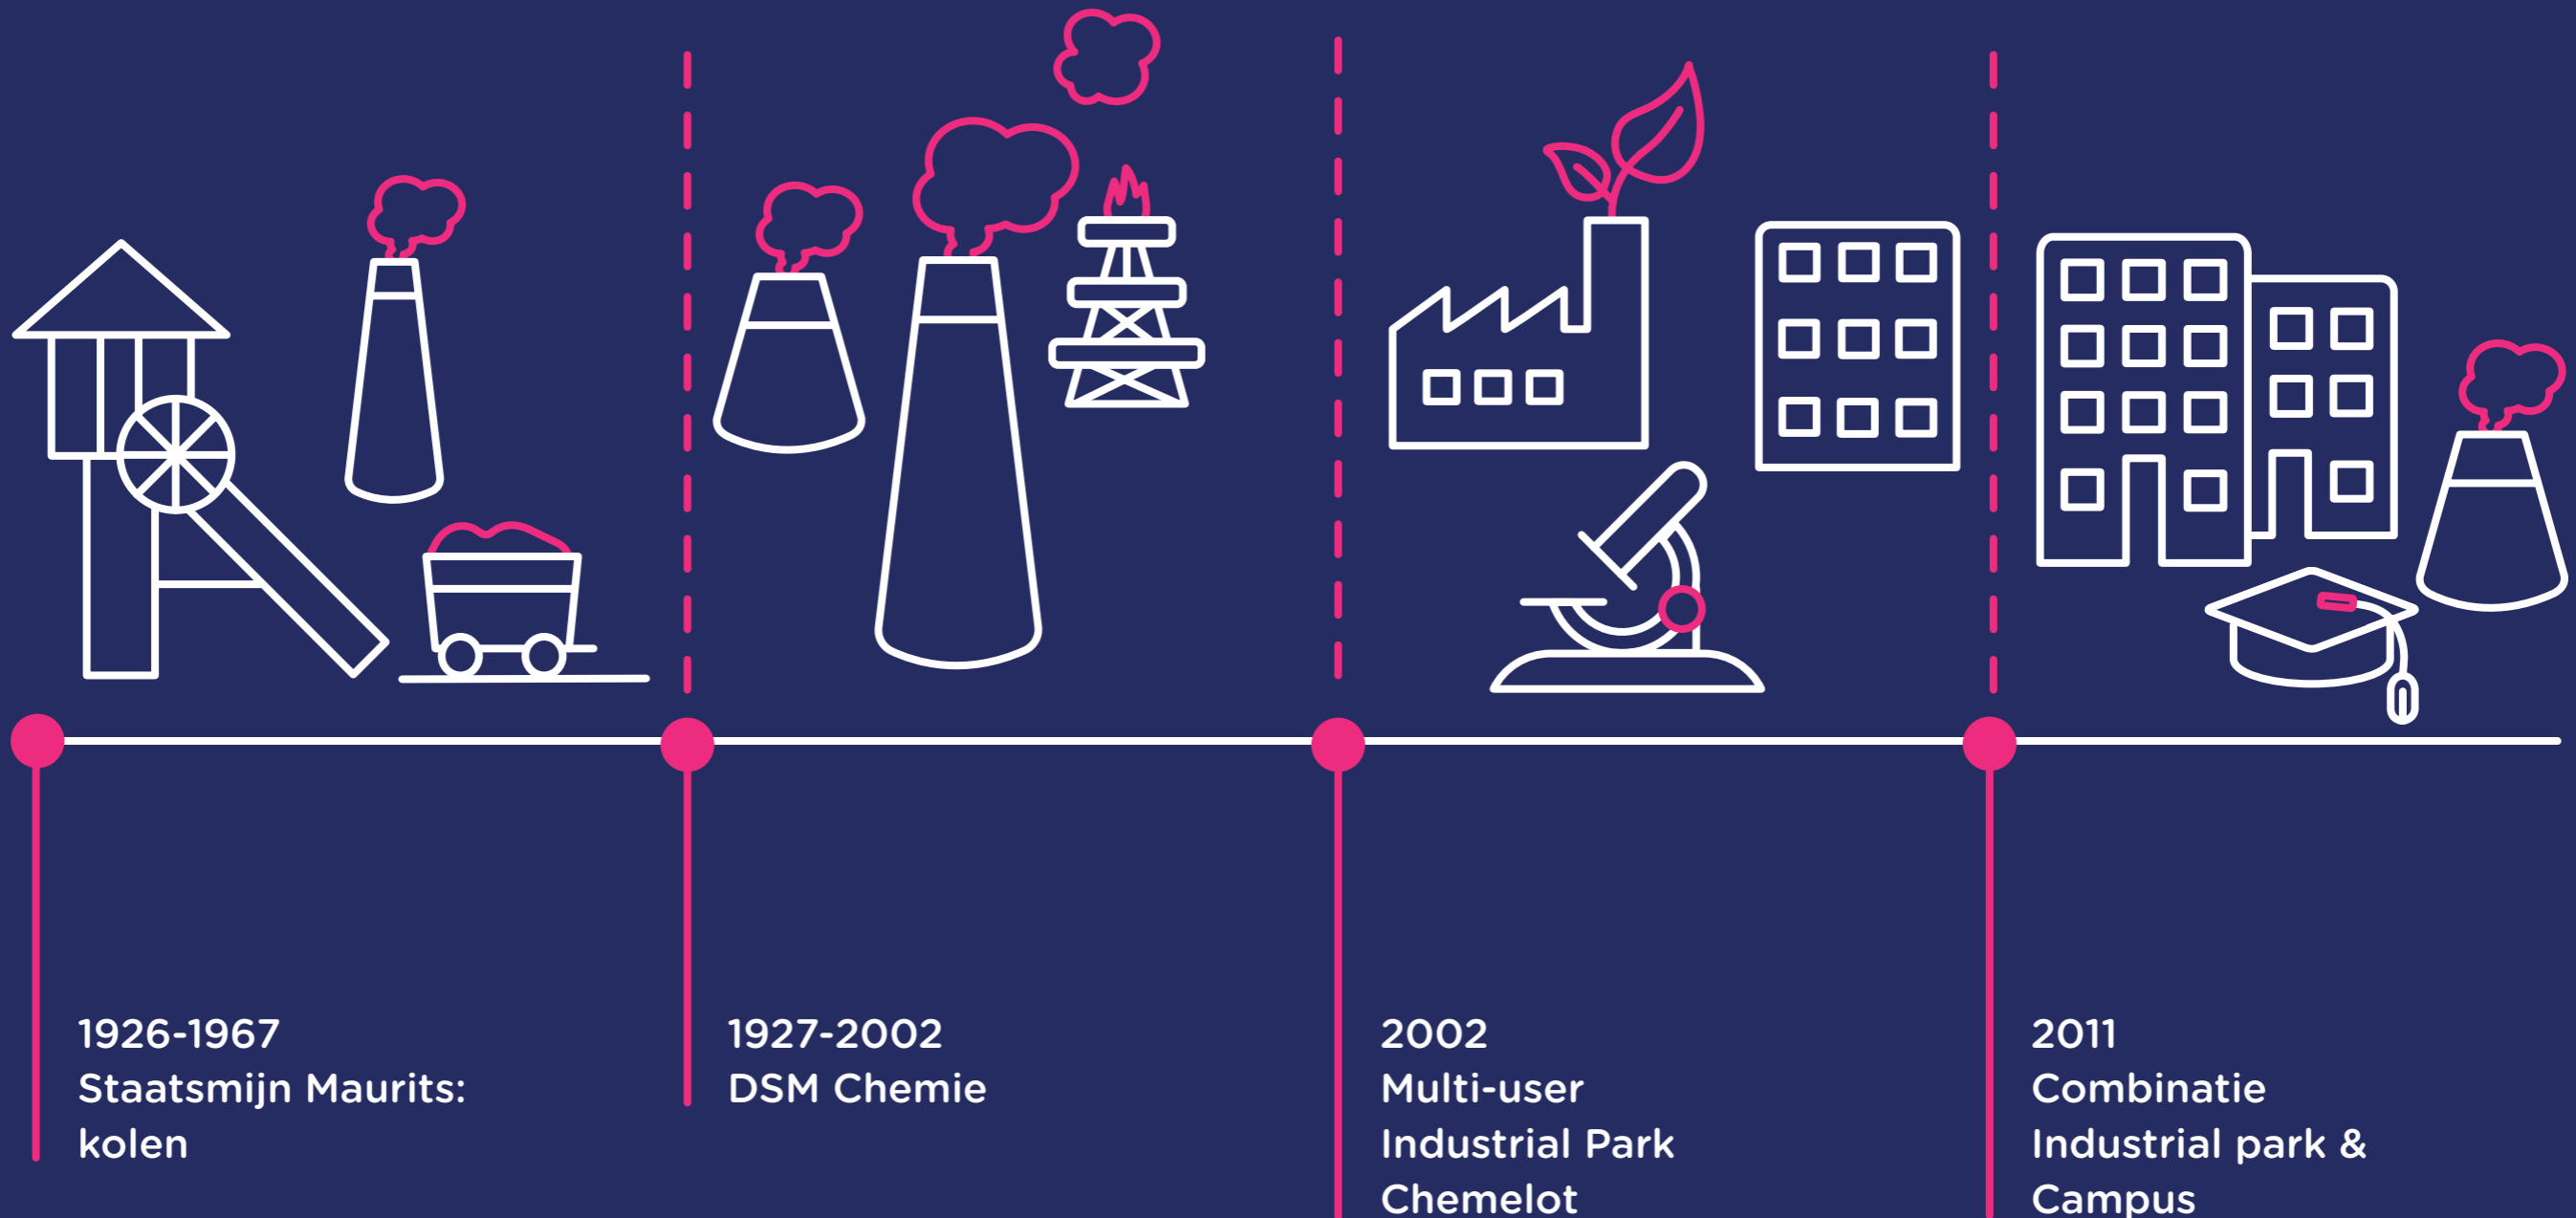 1926-1967
Staatsmijn Maurits:
kolen
1927-2002
DSM Chemie
2002
Multi-user
Industrial Park
Chemelot
2011
Combinatie
Industrial park &
Campus